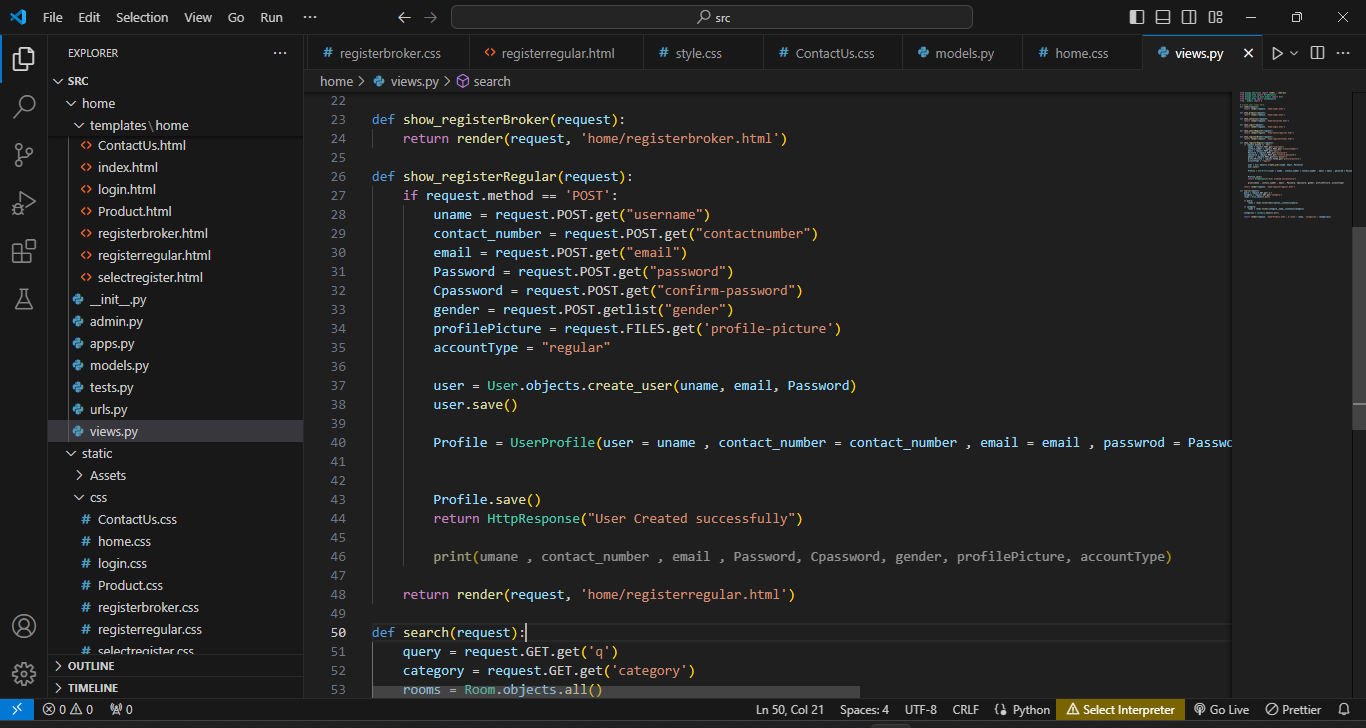 File Edit Selection View Go Run ··· src
EXPLORER ···
SRC
home
templates\home
ContactUs.html
index.html
login.html
Product.html
registerbroker.html
registerregular.html
selectregister.html
__init__.py
admin.py
apps.py
models.py
tests.py
urls.py
views.py
static
Assets
css
ContactUs.css
home.css
login.css
Product.css
registerbroker.css
registerregular.css
selectregister.css
OUTLINE
TIMELINE
registerbroker.css registerregular.html style.css ContactUs.css models.py home.css views.py
home > views.py > search
22
23 def show_registerBroker(request):
24 return render(request, 'home/registerbroker.html')
25
26 def show_registerRegular(request):
27 if request.method == 'POST':
28 uname = request.POST.get("username")
29 contact_number = request.POST.get("contactnumber")
30 email = request.POST.get("email")
31 Password = request.POST.get("password")
32 Cpassword = request.POST.get("confirm-password")
33 gender = request.POST.getlist("gender")
34 profilePicture = request.FILES.get('profile-picture')
35 accountType = "regular"
36
37 user = User.objects.create_user(uname, email, Password)
38 user.save()
39
40 Profile = UserProfile(user = uname , contact_number = contact_number , email = email , passwrod = Passwo
41
42
43 Profile.save()
44 return HttpResponse("User Created successfully")
45
46 print(umane , contact_number , email , Password, Cpassword, gender, profilePicture, accountType)
47
48 return render(request, 'home/registerregular.html')
49
50 def search(request):
51 query = request.GET.get('q')
52 category = request.GET.get('category')
53 rooms = Room.objects.all()
0 0 0 Ln 50, Col 21 Spaces: 4 UTF-8 CRLF Python Select Interpreter Go Live Prettier